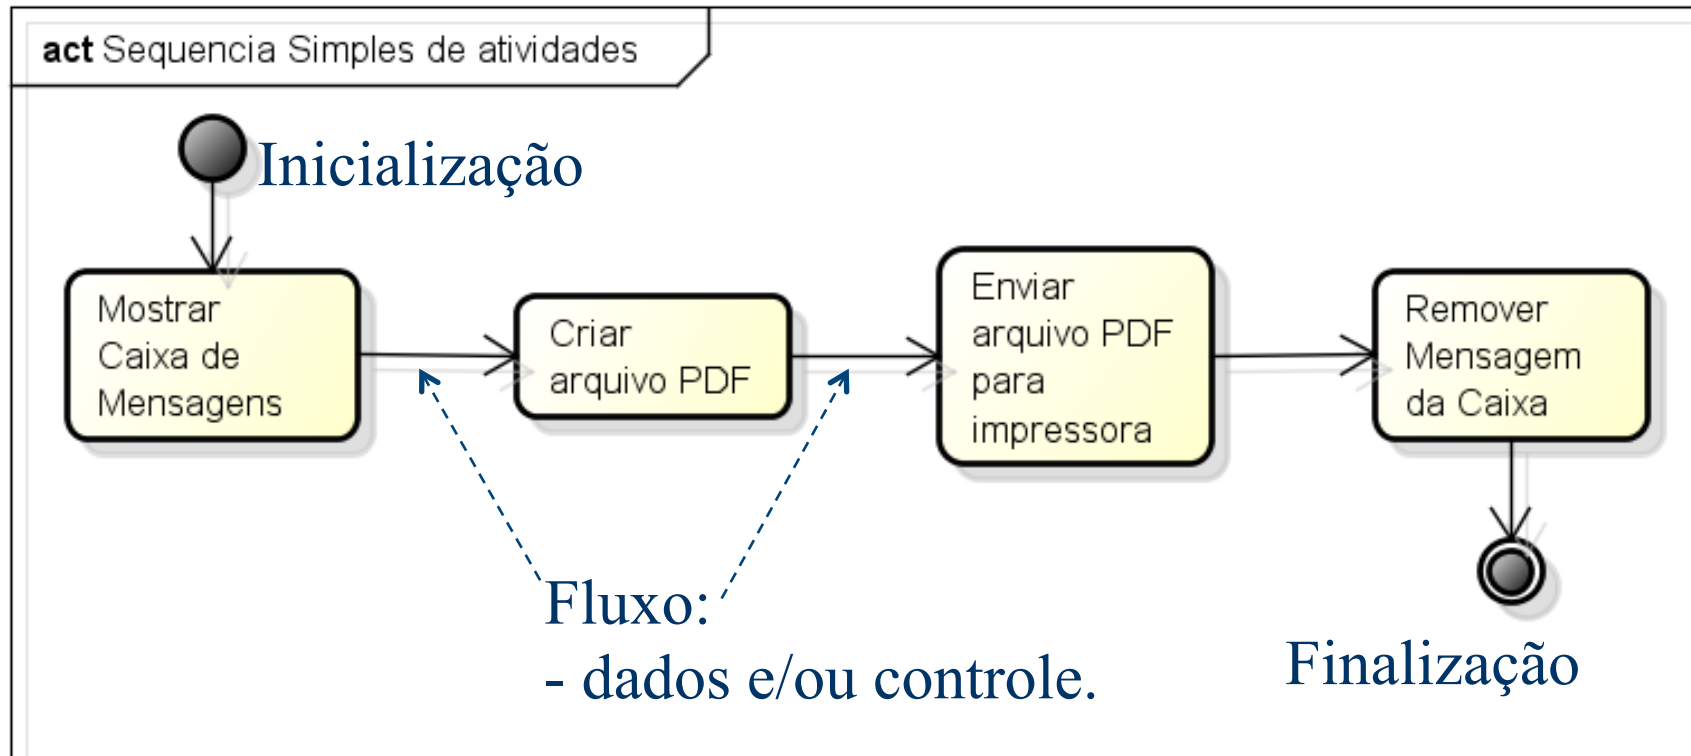 act Sequencia Simples de atividades
Inicialização
Mostrar
Caixa de
Mensagens
Criar
arquivo PDF
Enviar
arquivo PDF
para
impressora
Remover
Mensagem
da Caixa
Fluxo:
- dados e/ou controle.
Finalização